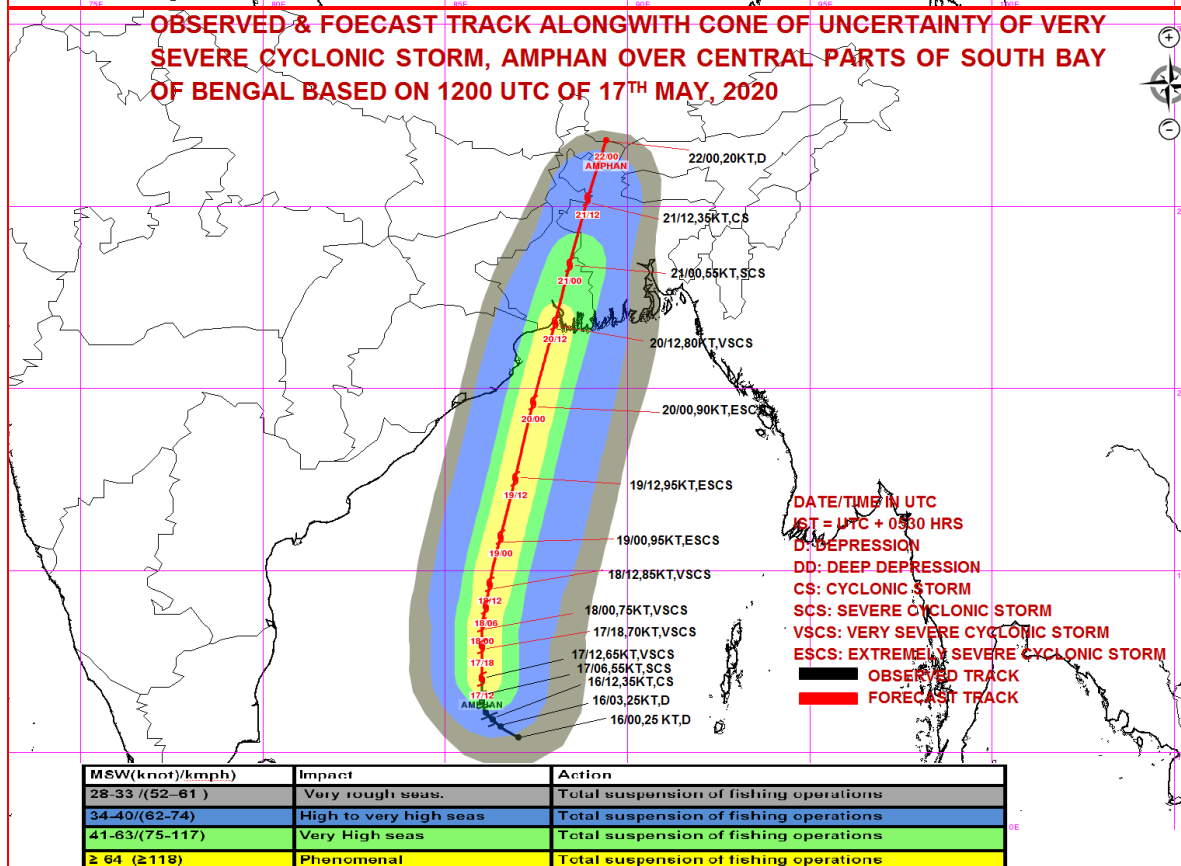 75E
80E
85E
90E
95E
100E
OBSERVED & FOECAST TRACK ALONGWITH CONE OF UNCERTAINTY OF VERY
SEVERE CYCLONIC STORM, AMPHAN OVER CENTRAL PARTS OF SOUTH BAY
OF BENGAL BASED ON 1200 UTC OF 17TH MAY, 2020
22/00
AMPHAN
22/00,20KT,D
21/12
21/12,35KT,CS
21/00
21/00,55KT,SCS
20/12
20/12,80KT,VSCS
20/00
20/00,90KT,ESCS
19/12
19/12,95KT,ESCS
19/00
19/00,95KT,ESCS
18/12
18/12,85KT,VSCS
18/06
18/00,75KT,VSCS
18/00
17/18,70KT,VSCS
17/18
17/12,65KT,VSCS
17/06,55KT,SCS
16/12,35KT,CS
17/12
AMPHAN
16/03,25KT,D
16/00,25 KT,D
DATE/TIME IN UTC
IST = UTC + 0530 HRS
D: DEPRESSION
DD: DEEP DEPRESSION
CS: CYCLONIC STORM
SCS: SEVERE CYCLONIC STORM
VSCS: VERY SEVERE CYCLONIC STORM
ESCS: EXTREMELY SEVERE CYCLONIC STORM
OBSERVED TRACK
FORECAST TRACK
MSW(knot)/kmph) Impact Action
28-33 /(52–61 ) Very rough seas. Total suspension of fishing operations
34-40/(62-74) High to very high seas Total suspension of fishing operations
41-63/(75-117) Very High seas Total suspension of fishing operations
≥ 64 (≥118) Phenomenal Total suspension of fishing operations